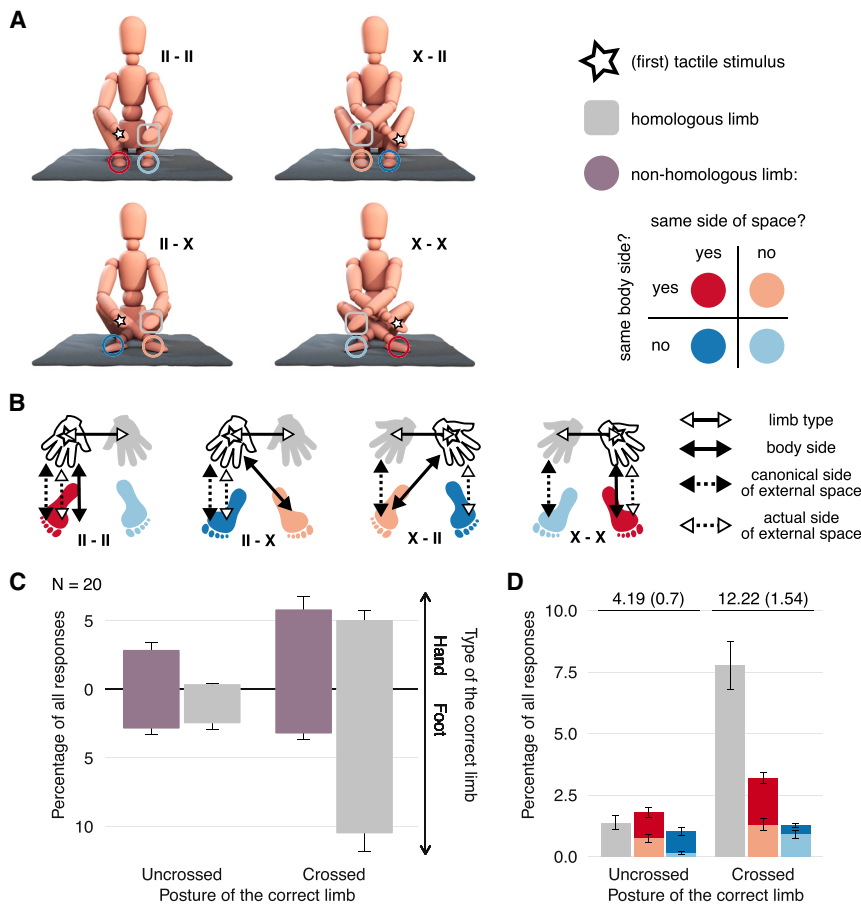 A
II - II
X - II
(first) tactile stimulus
homologous limb
non-homologous limb:
II - X
X - X
same side of space?
same body side?
yes
no
yes
no
B
II - II
II - X
X - II
X - X
limb type
body side
canonical side
of external space
actual side
of external space
C
N = 20
Percentage of all responses
5
0
5
10
Uncrossed
Crossed
Posture of the correct limb
Hand
Foot
Type of the correct limb
D
4.19 (0.7)
12.22 (1.54)
Percentage of all responses
10.0
7.5
5.0
2.5
0.0
Uncrossed
Crossed
Posture of the correct limb